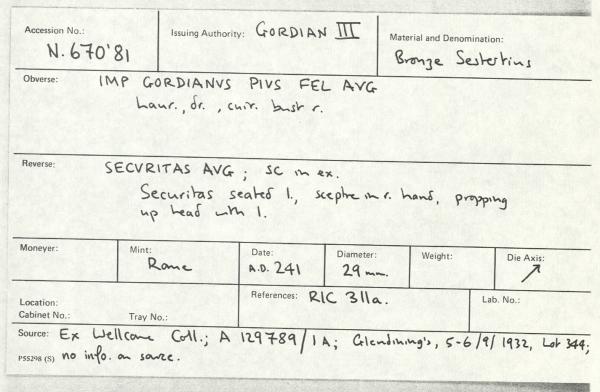 Accession No.: Issuing Authority: GORDIAN III Material and Denomination:
N.670'81 Bronze Sestertius
Obverse: IMP GORDIANVS PIVS FEL AVG
laur., dr., cuir. bust r.
Reverse: SECVRITAS AVG; SC in ex.
Securitas seated l., sceptre in r. hand, propping
up head with l.
Moneyer: Mint: Date: Diameter: Weight: Die Axis:
Rome A.D. 241 29 mm. ↗
Location: References: RIC 311a. Lab. No.:
Cabinet No.: Tray No.:
Source: Ex Wellcome Coll.; A 129789/1A; Glendining's, 5-6/9/1932, Lot 344;
P55298 (S) no info. on source.